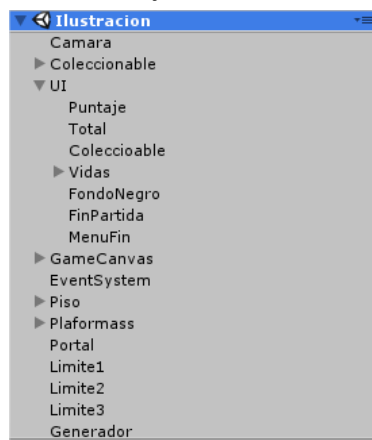 Ilustracion
Camara
Coleccionable
UI
Puntaje
Total
Coleccioable
Vidas
FondoNegro
FinPartida
MenuFin
GameCanvas
EventSystem
Piso
Plaformass
Portal
Limite1
Limite2
Limite3
Generador